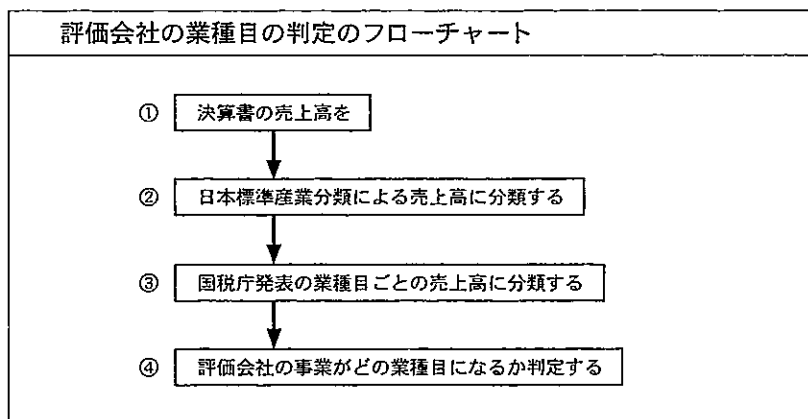 評価会社の業種目の判定のフローチャート
① 決算書の売上高を
② 日本標準産業分類による売上高に分類する
③ 国税庁発表の業種目ごとの売上高に分類する
④ 評価会社の事業がどの業種目になるか判定する